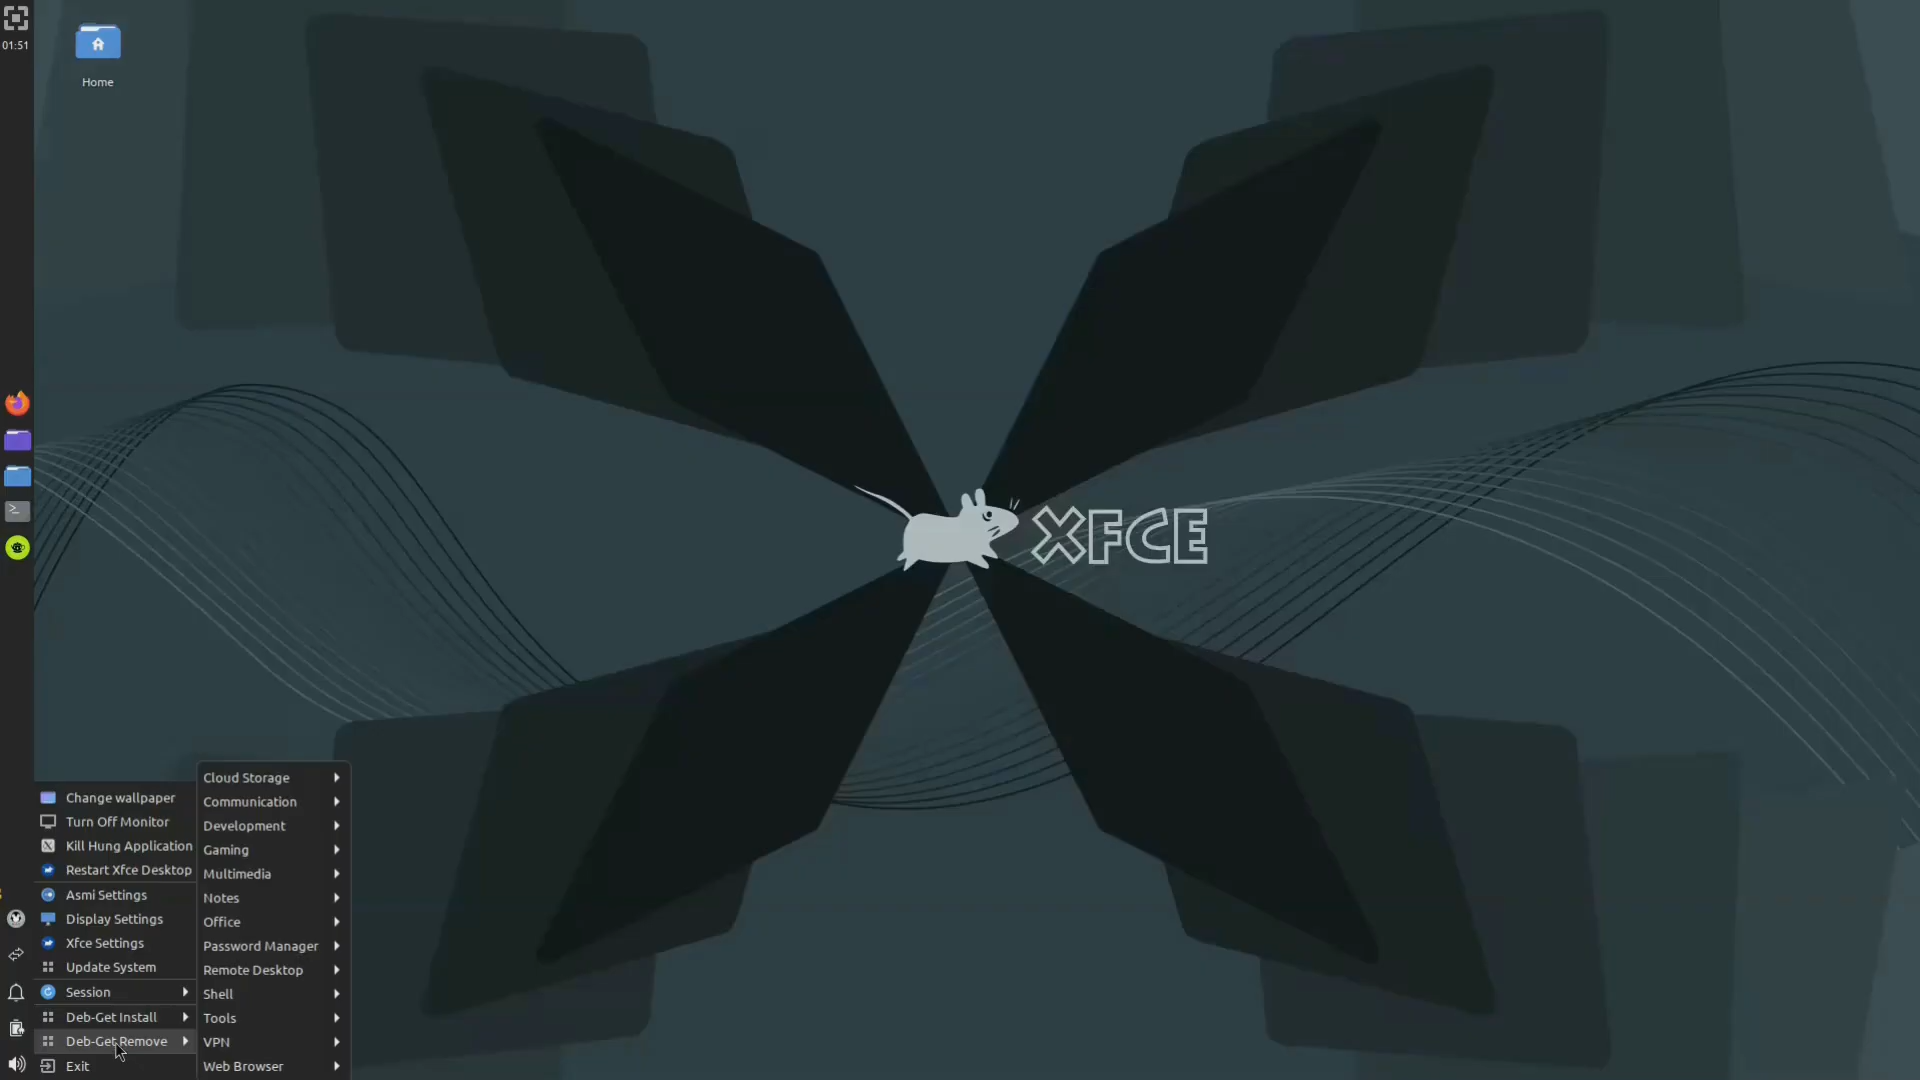 01:51
Home
XFCE
Change wallpaper
Turn Off Monitor
Kill Hung Application
Restart Xfce Desktop
Asmi Settings
Display Settings
Xfce Settings
Update System
Session
Deb-Get Install
Deb-Get Remove
Exit
Cloud Storage
Communication
Development
Gaming
Multimedia
Notes
Office
Password Manager
Remote Desktop
Shell
Tools
VPN
Web Browser